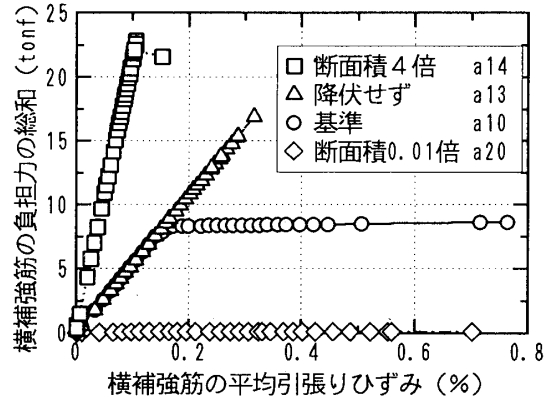 横補強筋の負担力の総和 (tonf)
25
20
15
10
5
0
□ 断面積4倍 a14
△ 降伏せず a13
○ 基準 a10
◇ 断面積0.01倍 a20
0 0.2 0.4 0.6 0.8
横補強筋の平均引張りひずみ (%)